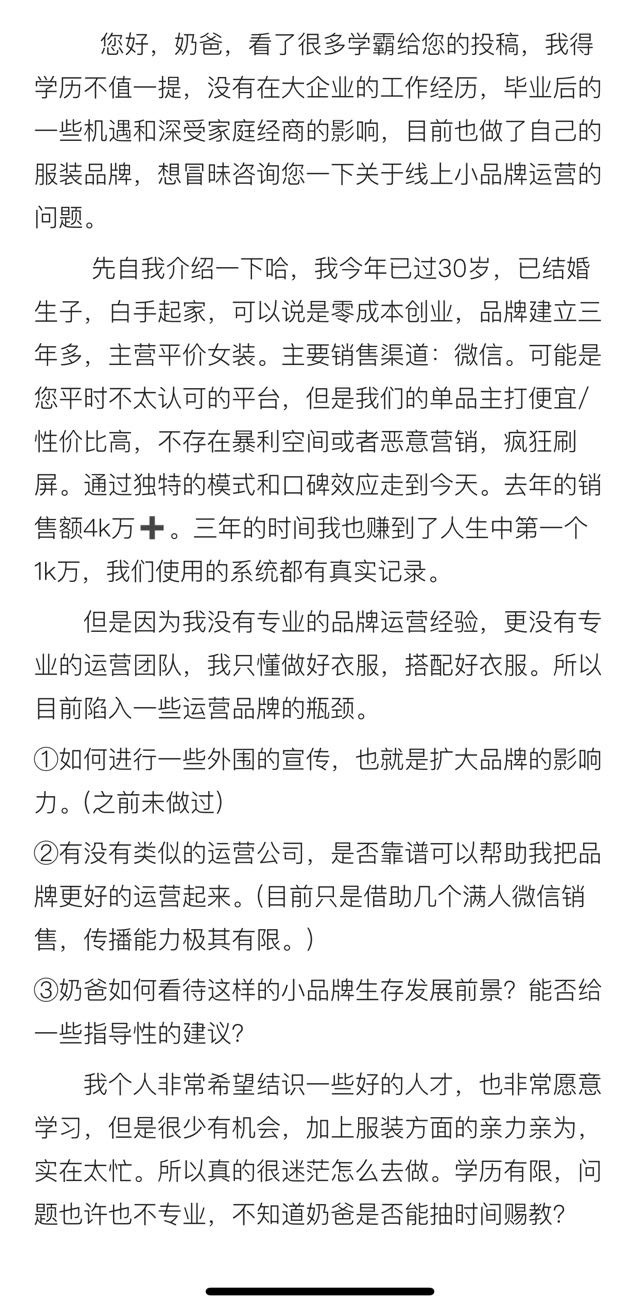 您好，奶爸，看了很多学霸给您的投稿，我得
学历不值一提，没有在大企业的工作经历，毕业后的
一些机遇和深受家庭经商的影响，目前也做了自己的
服装品牌，想冒昧咨询您一下关于线上小品牌运营的
问题。
先自我介绍一下哈，我今年已过30岁，已结婚
生子，白手起家，可以说是零成本创业，品牌建立三
年多，主营平价女装。主要销售渠道：微信。可能是
您平时不太认可的平台，但是我们的单品主打便宜/
性价比高，不存在暴利空间或者恶意营销，疯狂刷
屏。通过独特的模式和口碑效应走到今天。去年的销
售额4k万➕。三年的时间我也赚到了人生中第一个
1k万，我们使用的系统都有真实记录。
但是因为我没有专业的品牌运营经验，更没有专
业的运营团队，我只懂做好衣服，搭配好衣服。所以
目前陷入一些运营品牌的瓶颈。
①如何进行一些外围的宣传，也就是扩大品牌的影响
力。(之前未做过)
②有没有类似的运营公司，是否靠谱可以帮助我把品
牌更好的运营起来。(目前只是借助几个满人微信销
售，传播能力极其有限。)
③奶爸如何看待这样的小品牌生存发展前景？能否给
一些指导性的建议？
我个人非常希望结识一些好的人才，也非常愿意
学习，但是很少有机会，加上服装方面的亲力亲为，
实在太忙。所以真的很迷茫怎么去做。学历有限，问
题也许也不专业，不知道奶爸是否能抽时间赐教？